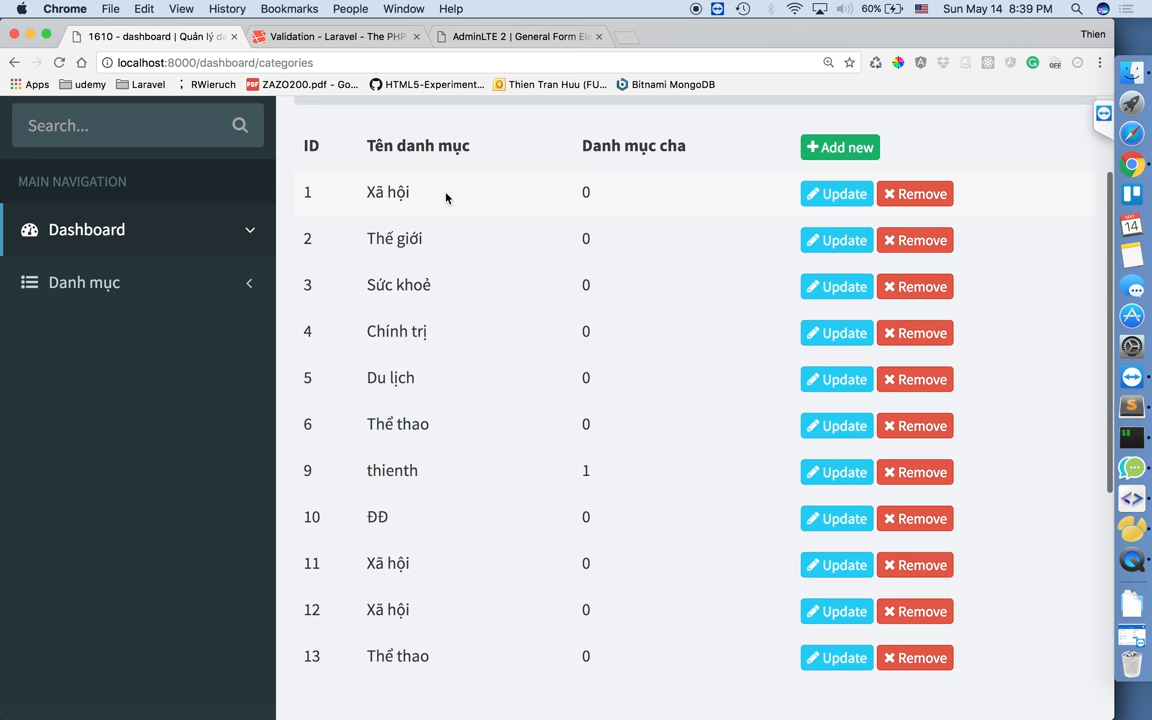 Chrome File Edit View History Bookmarks People Window Help 60% Sun May 14 8:39 PM
1610 - dashboard | Quản lý da Validation - Laravel - The PHP AdminLTE 2 | General Form Ele Thien
localhost:8000/dashboard/categories
Apps udemy Laravel RWieruch ZAZO200.pdf - Go... HTML5-Experiment... Thien Tran Huu (FU... Bitnami MongoDB
Search...
MAIN NAVIGATION
Dashboard
Danh mục
ID Tên danh mục Danh mục cha Add new
1 Xã hội 0 Update Remove
2 Thế giới 0 Update Remove
3 Sức khoẻ 0 Update Remove
4 Chính trị 0 Update Remove
5 Du lịch 0 Update Remove
6 Thể thao 0 Update Remove
9 thienth 1 Update Remove
10 ĐĐ 0 Update Remove
11 Xã hội 0 Update Remove
12 Xã hội 0 Update Remove
13 Thể thao 0 Update Remove